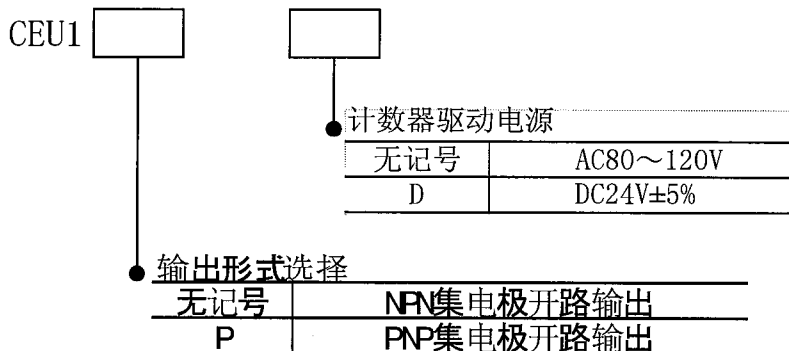 CEU1
计数器驱动电源
无记号 AC80～120V
D DC24V±5%
输出形式选择
无记号 NPN集电极开路输出
P PNP集电极开路输出